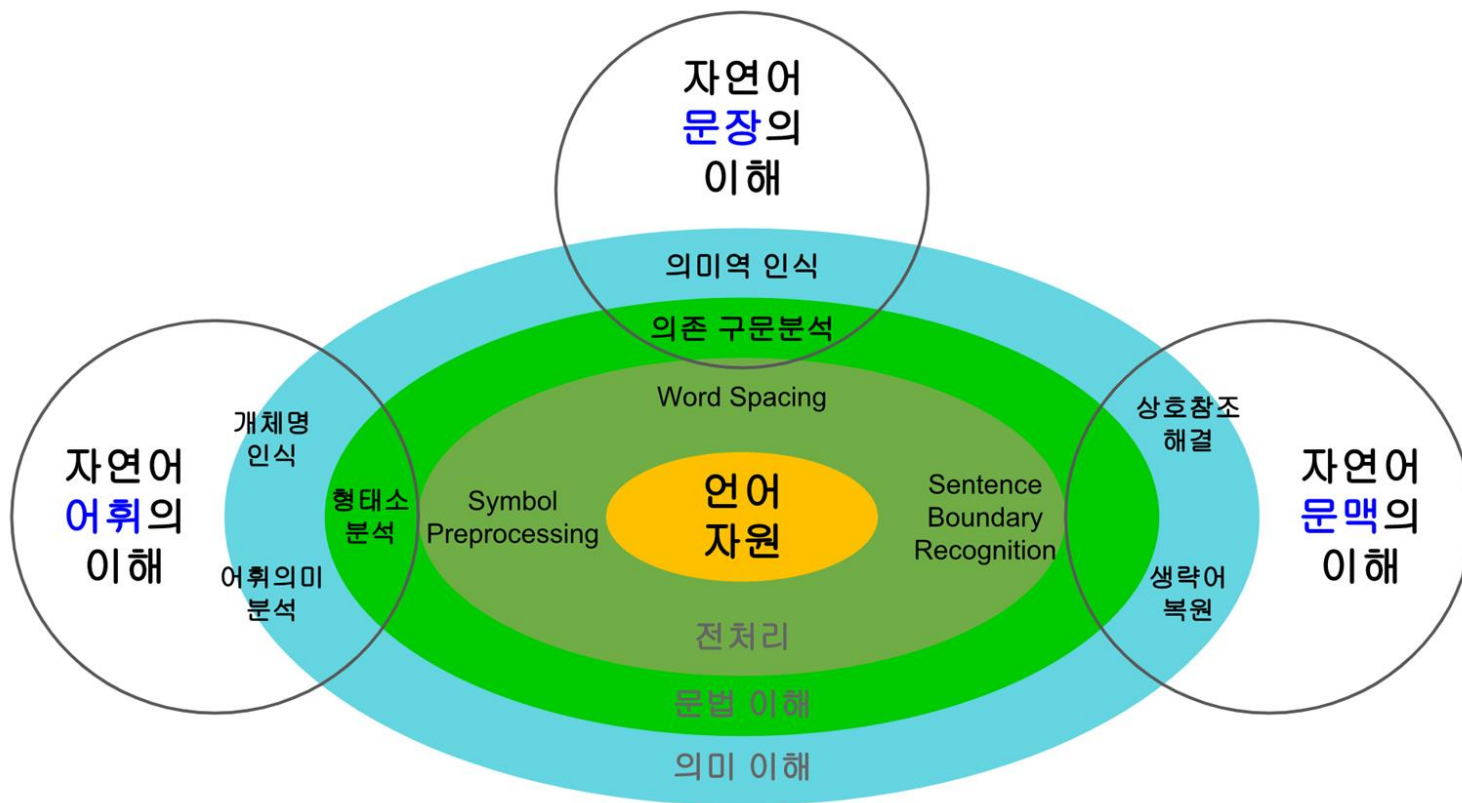 자연어
문장의
이해
의미역 인식
의존 구문분석
Word Spacing
개체명
인식
상호참조
해결
자연어
어휘의
이해
형태소
분석
Symbol
Preprocessing
언어
자원
Sentence
Boundary
Recognition
자연어
문맥의
이해
어휘의미
분석
생략어
복원
전처리
문법 이해
의미 이해